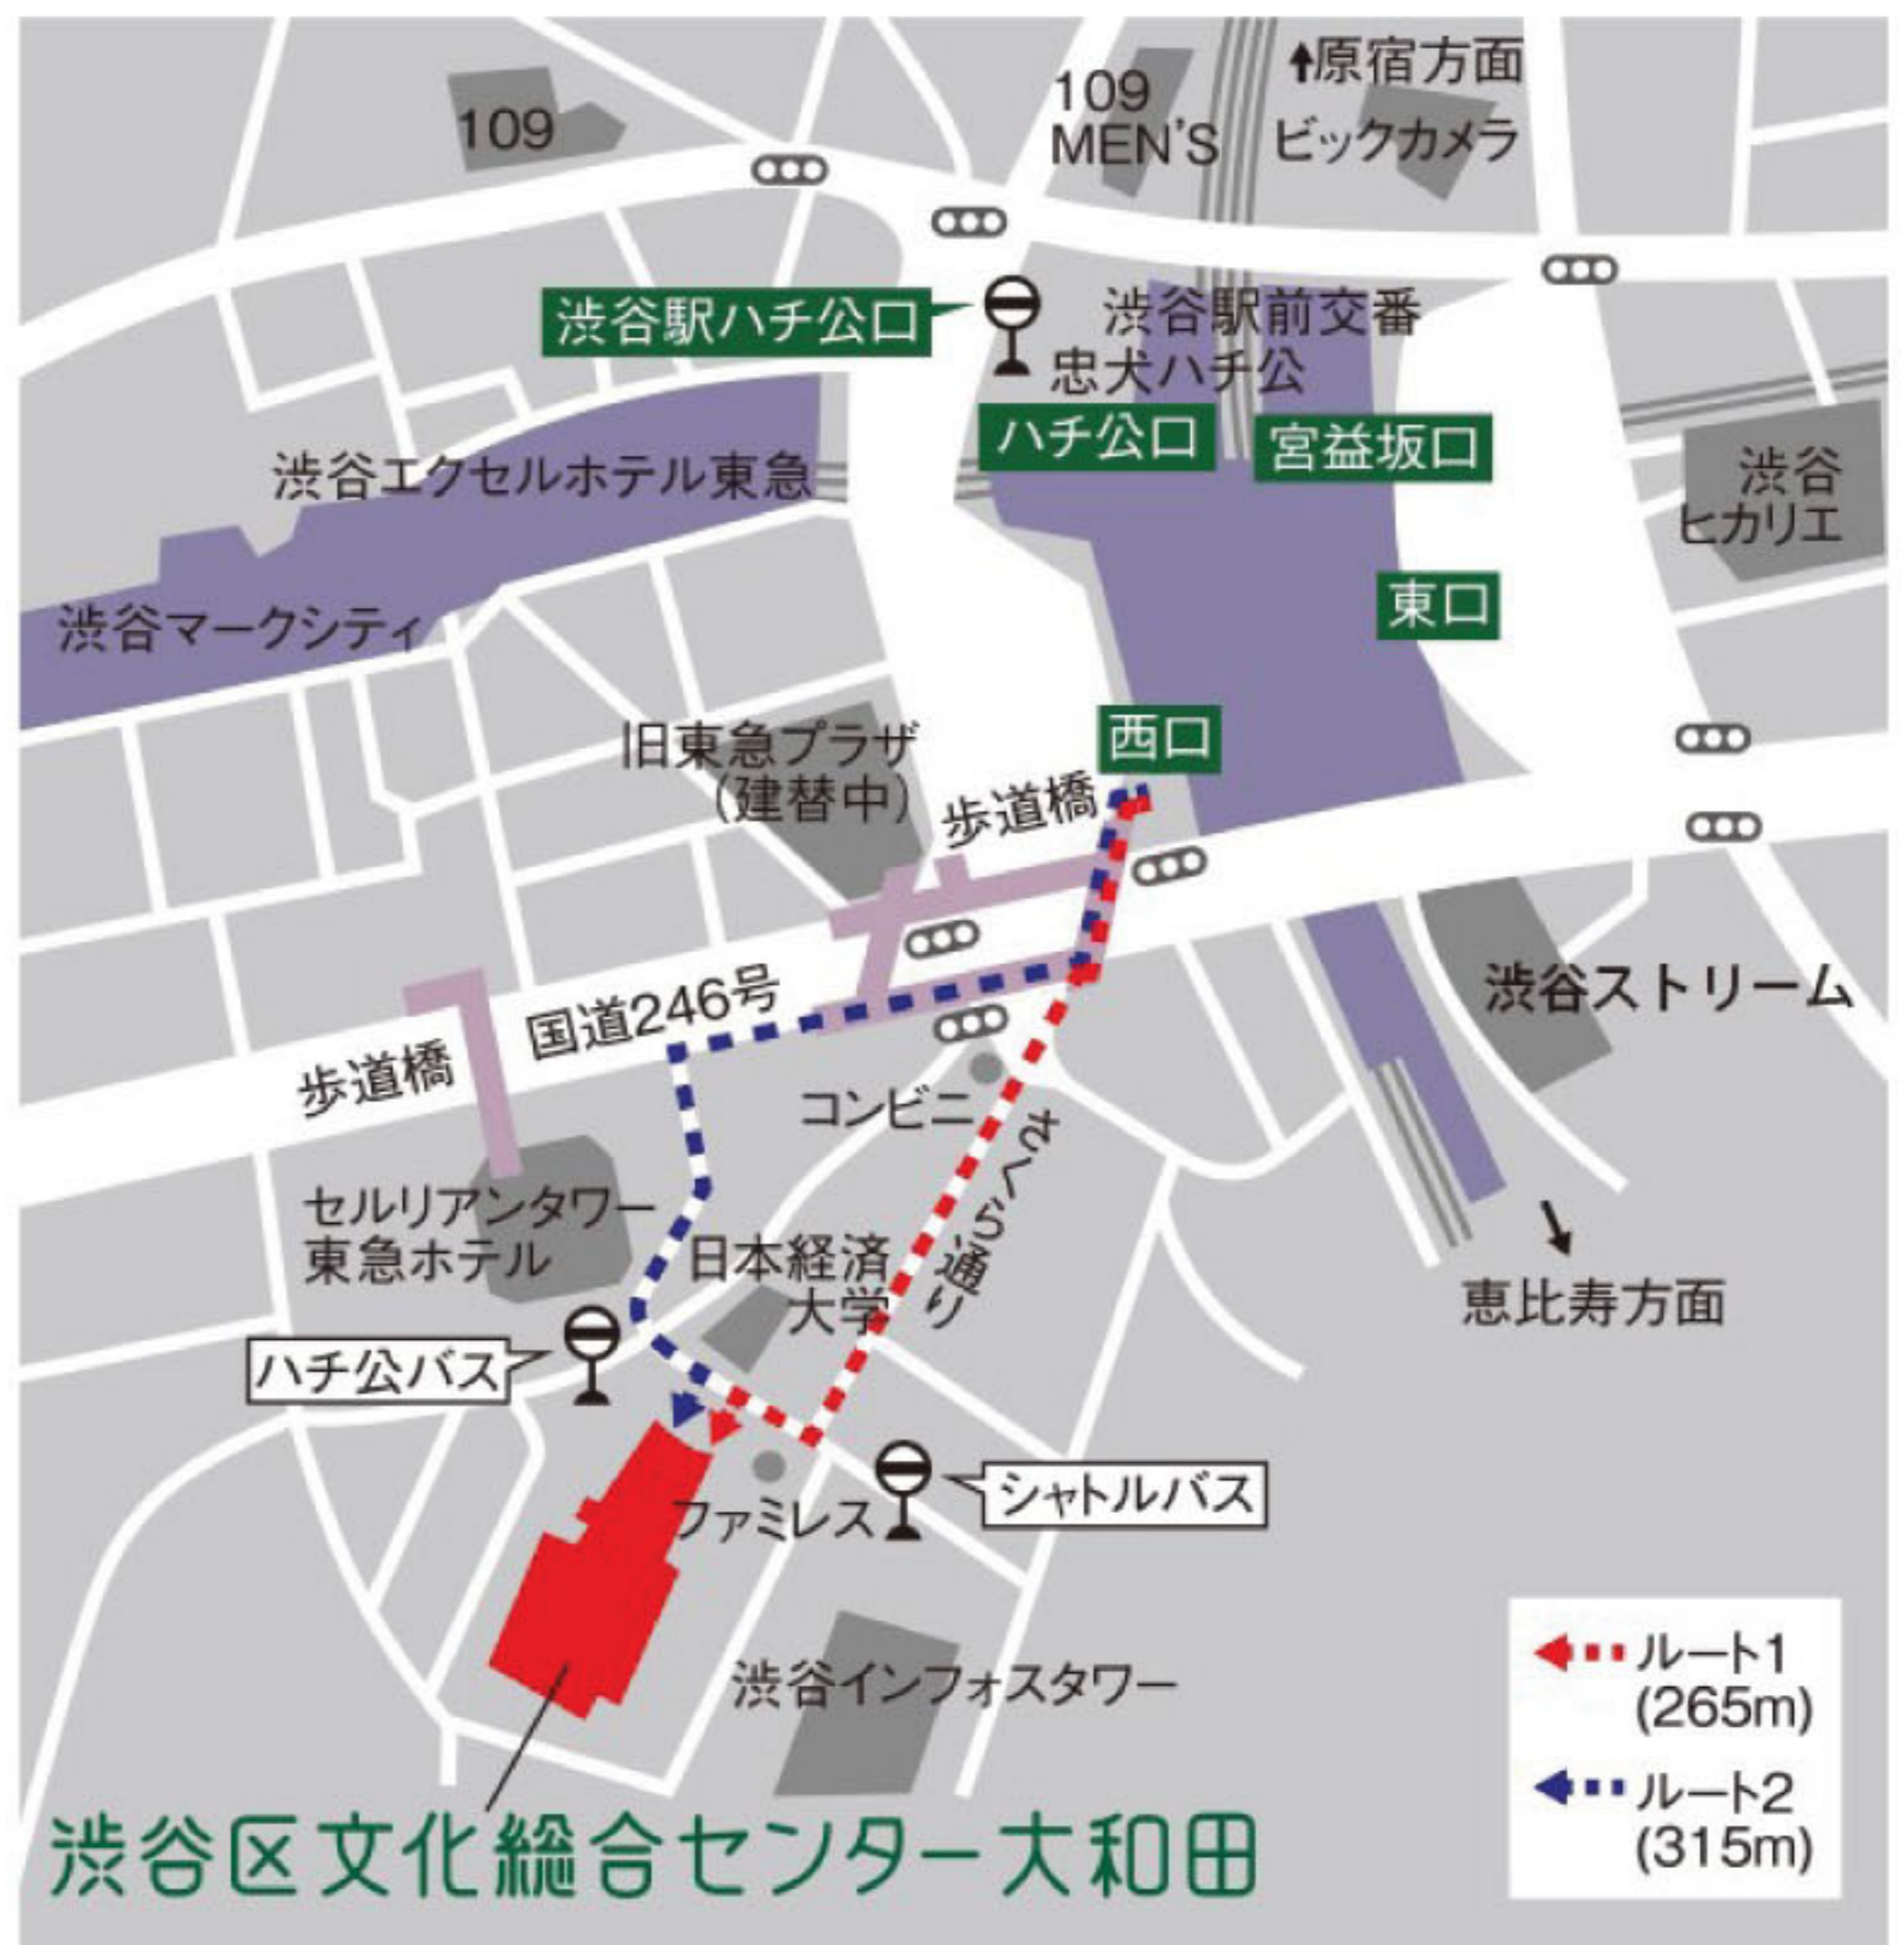 ↑原宿方面
109
MEN'S
109
ビックカメラ
渋谷駅ハチ公口
渋谷駅前交番
忠犬ハチ公
ハチ公口
宮益坂口
渋谷エクセルホテル東急
渋谷
ヒカリエ
渋谷マークシティ
東口
旧東急プラザ
(建替中)
西口
歩道橋
国道246号
渋谷ストリーム
歩道橋
コンビニ
さくら通り
セルリアンタワー
東急ホテル
日本経済
大学
恵比寿方面
ハチ公バス
シャトルバス
ファミレス
渋谷インフォスタワー
ルート1
(265m)
ルート2
(315m)
渋谷区文化総合センター大和田